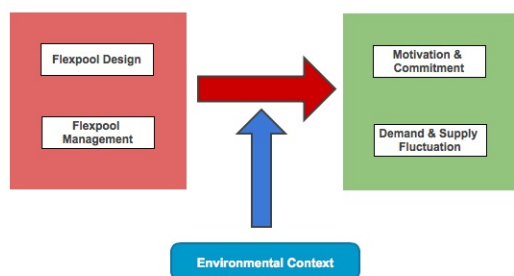 Flexpool Design
Flexpool
Management
Motivation &
Commitment
Demand & Supply
Fluctuation
Environmental Context